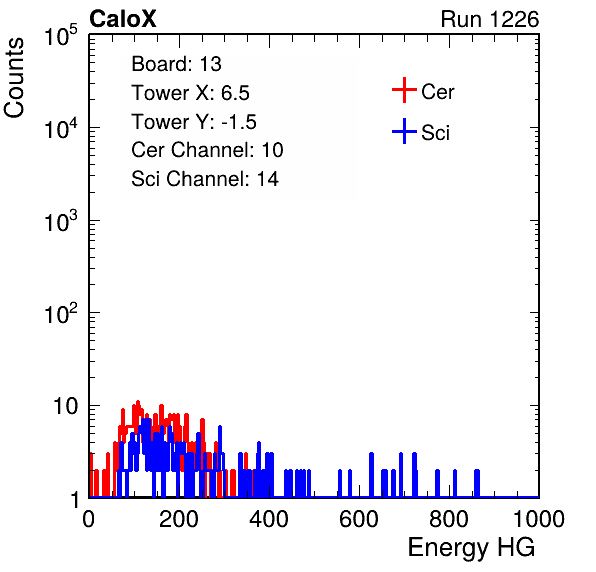 CaloX Run 1226
Counts
Board: 13
Tower X: 6.5
Tower Y: -1.5
Cer Channel: 10
Sci Channel: 14
Cer
Sci
10^5
10^4
10^3
10^2
10
1
0 200 400 600 800 1000
Energy HG